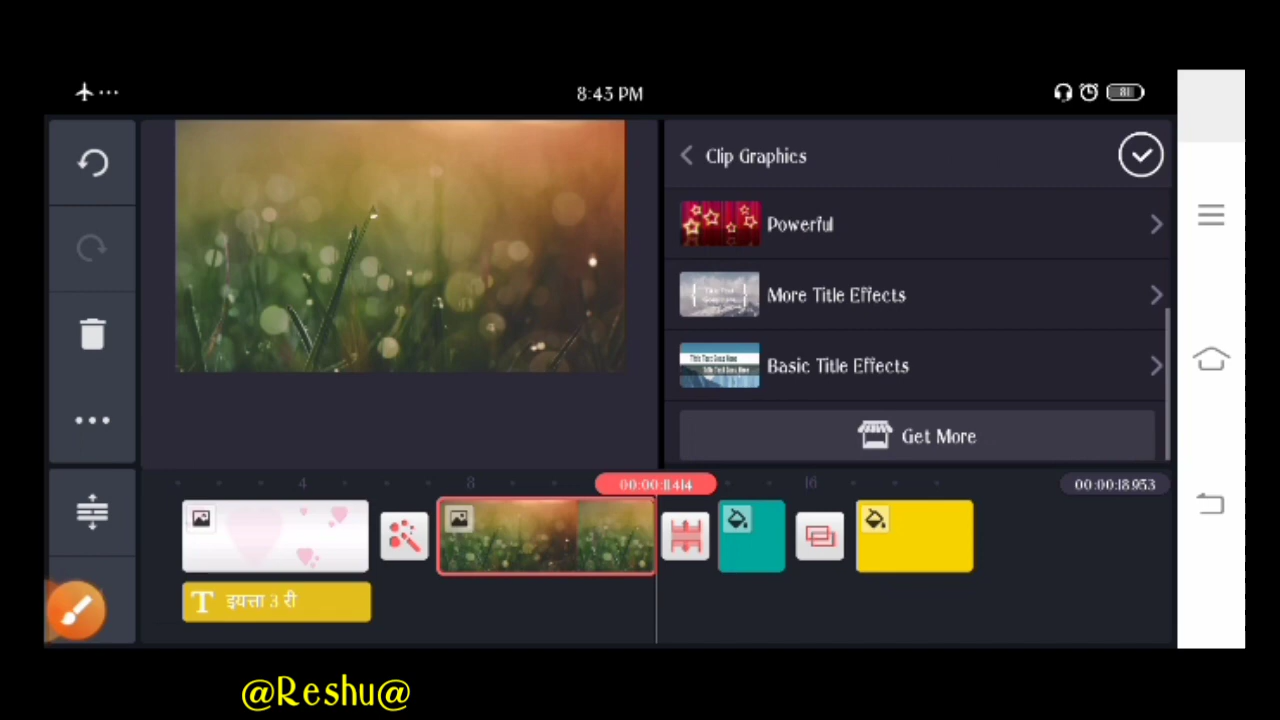 8:43 PM
81
Clip Graphics
Powerful
More Title Effects
Basic Title Effects
Get More
4
8
00:00:11.414
16
00:00:18.953
T इयत्ता 3 री
@Reshu@